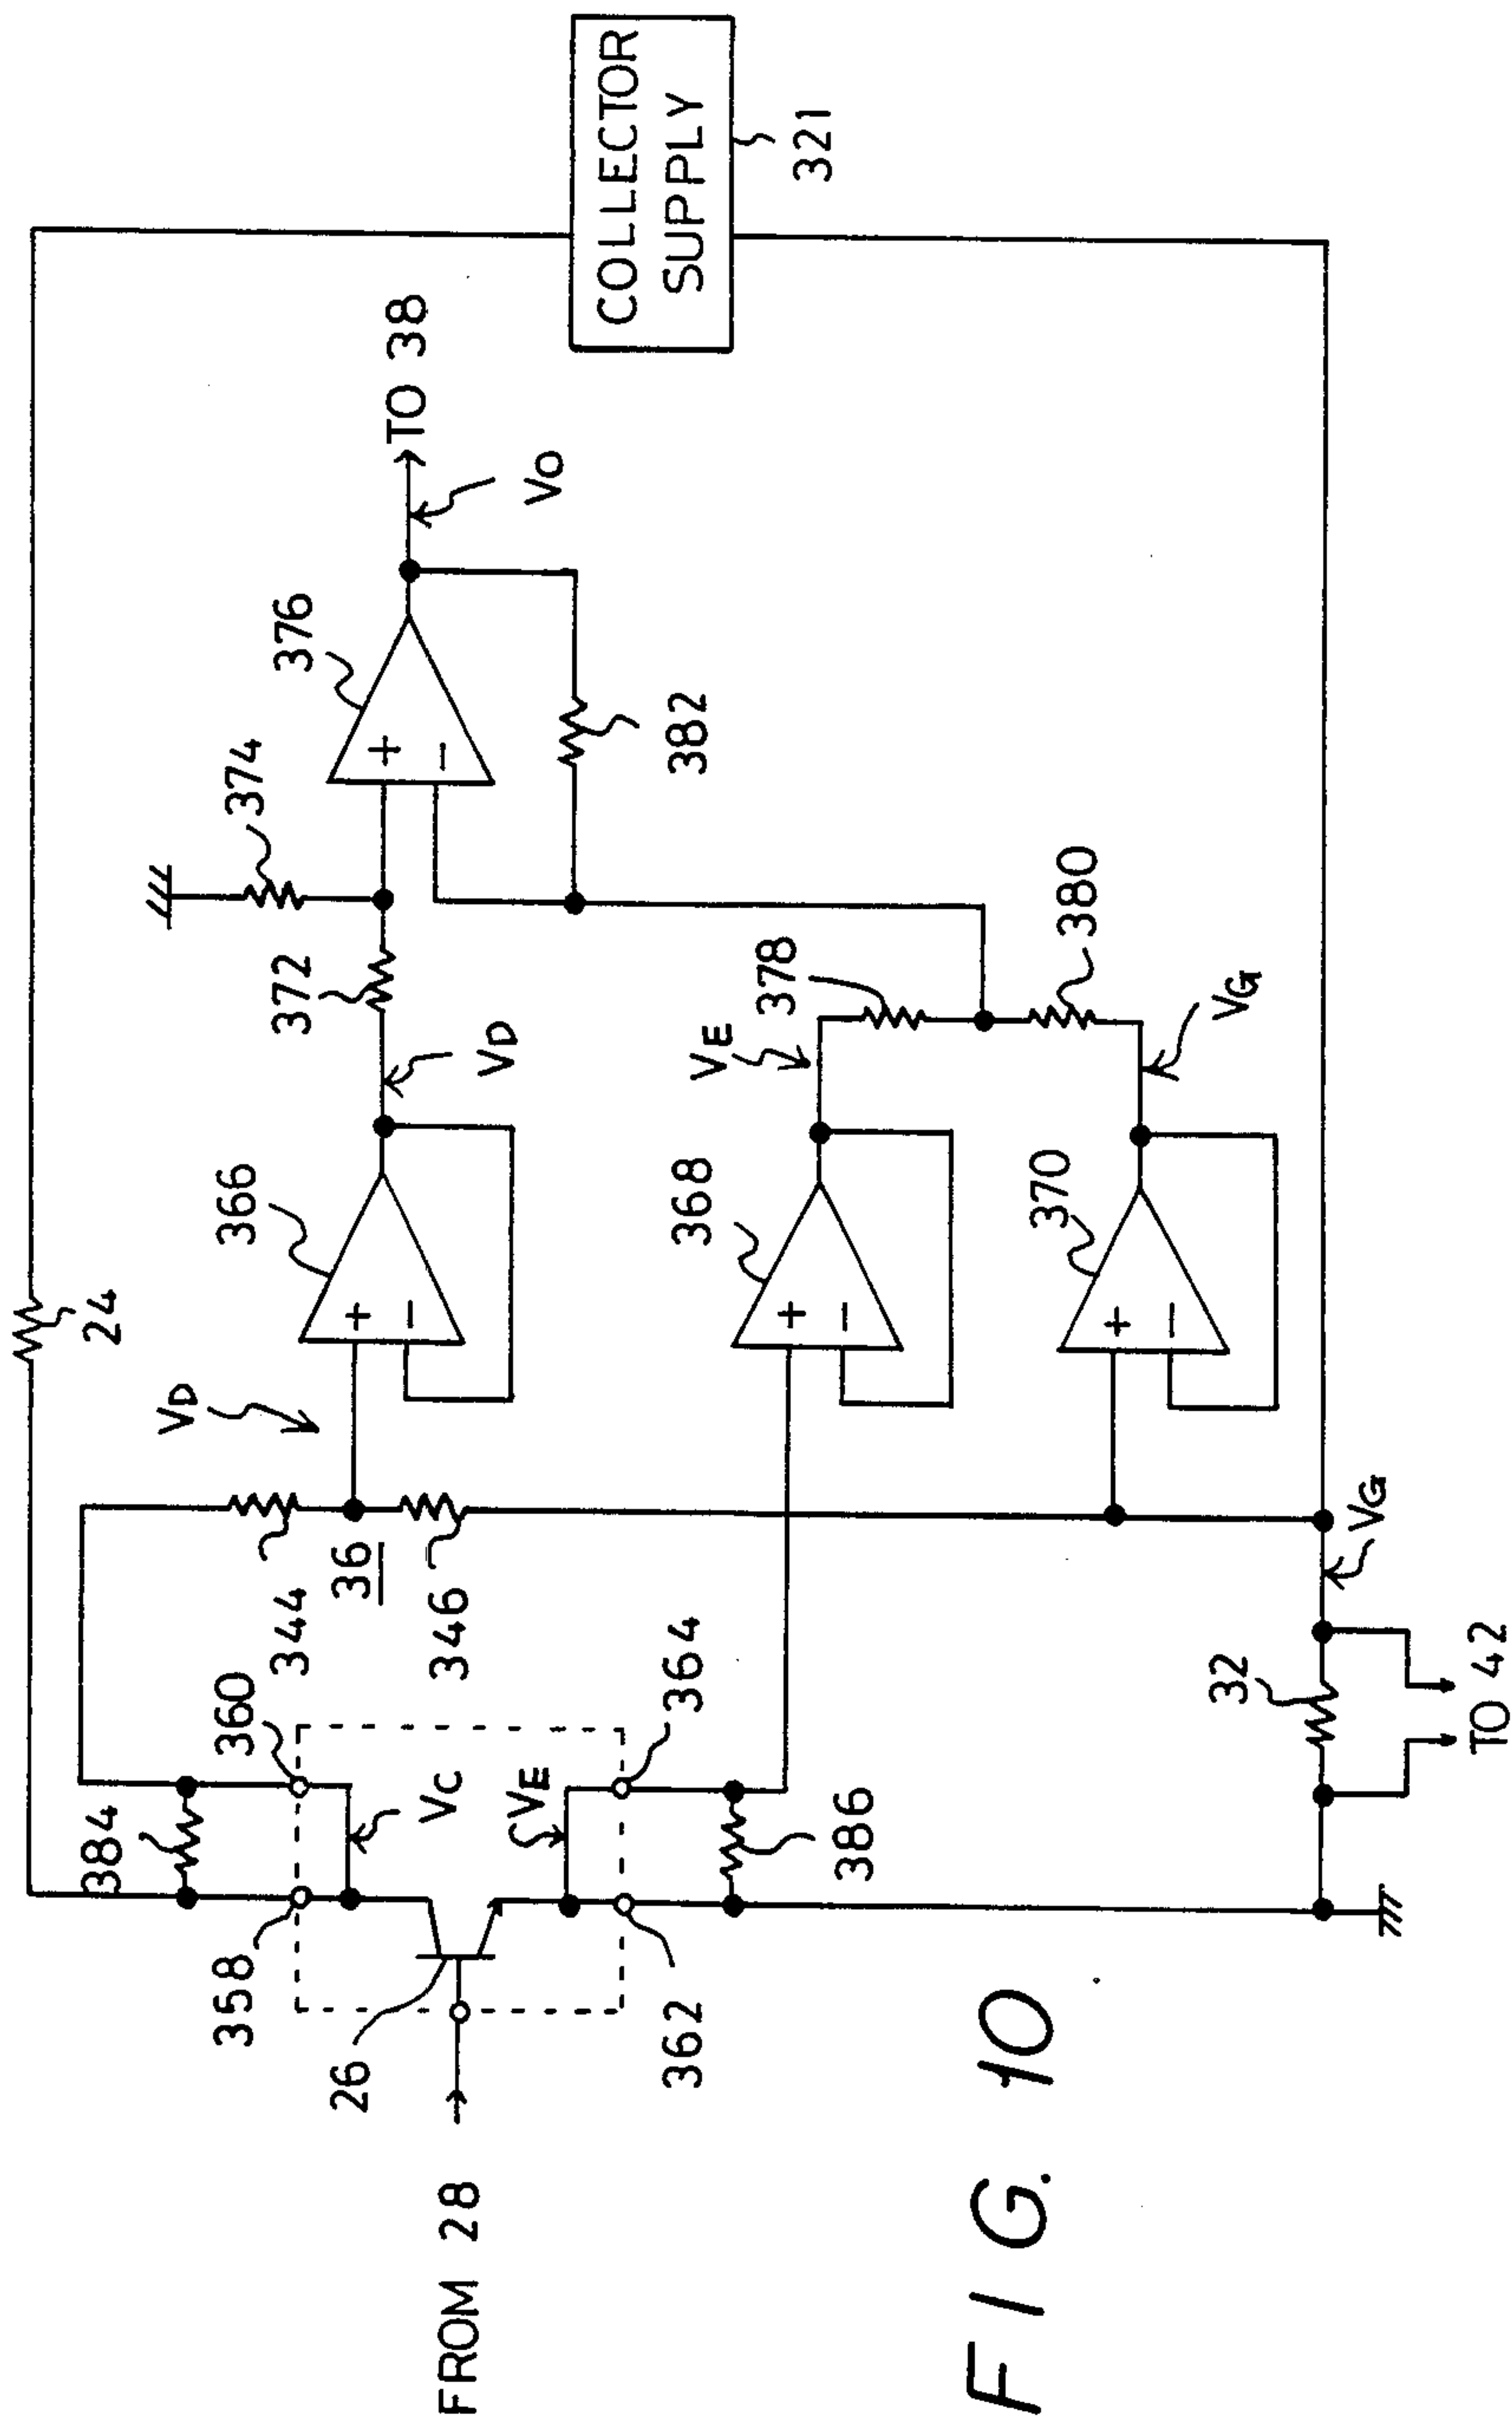 24
COLLECTOR
SUPPLY
321
384
358
360
344
VD
366
VD
372
374
376
TO 38
VO
382
36
346
VC
26
FROM 28
VE
364
362
386
368
VE
378
370
380
VG
32
VG
TO 42
+
−
+
−
+
−
+
−
FIG. 10